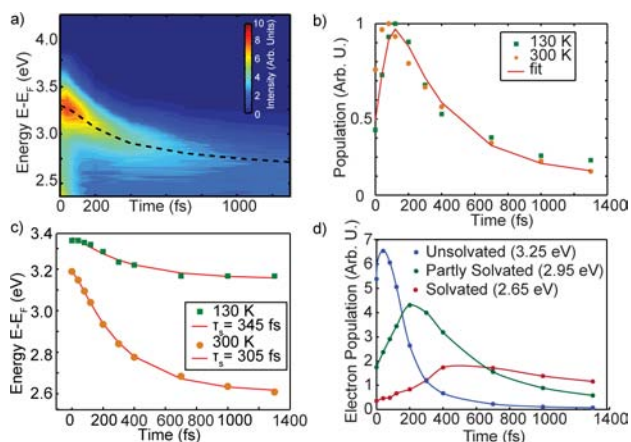 a)
4.0
3.5
3.0
2.5
Energy E-E_F (eV)
10
8
6
4
2
0
Intensity (Arb. Units)
0 200 600 1000
Time (fs)
b)
1
0.5
0
Population (Arb. U.)
130 K
300 K
fit
0 200 400 600 800 1000 1200 1400
Time (fs)
c)
3.4
3.2
3.0
2.8
2.6
Energy E-E_F (eV)
130 K
τ_s = 345 fs
300 K
τ_s = 305 fs
0 200 600 1000 1400
Time (fs)
d)
7
6
5
4
3
2
1
0
Electron Population (Arb. U.)
Unsolvated (3.25 eV)
Partly Solvated (2.95 eV)
Solvated (2.65 eV)
0 200 400 600 800 1000 1200 1400
Time (fs)